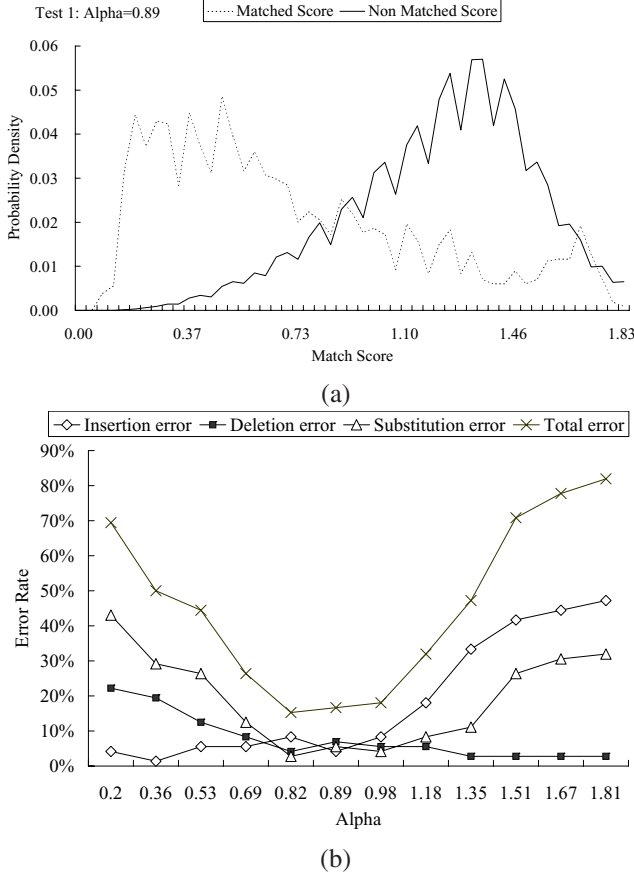 Test 1: Alpha=0.89
Matched Score Non Matched Score
0.06
0.05
0.04
0.03
0.02
0.01
0.00
Probability Density
0.00 0.37 0.73 1.10 1.46 1.83
Match Score
(a)
Insertion error Deletion error Substitution error Total error
90%
80%
70%
60%
50%
40%
30%
20%
10%
0%
Error Rate
0.2 0.36 0.53 0.69 0.82 0.89 0.98 1.18 1.35 1.51 1.67 1.81
Alpha
(b)